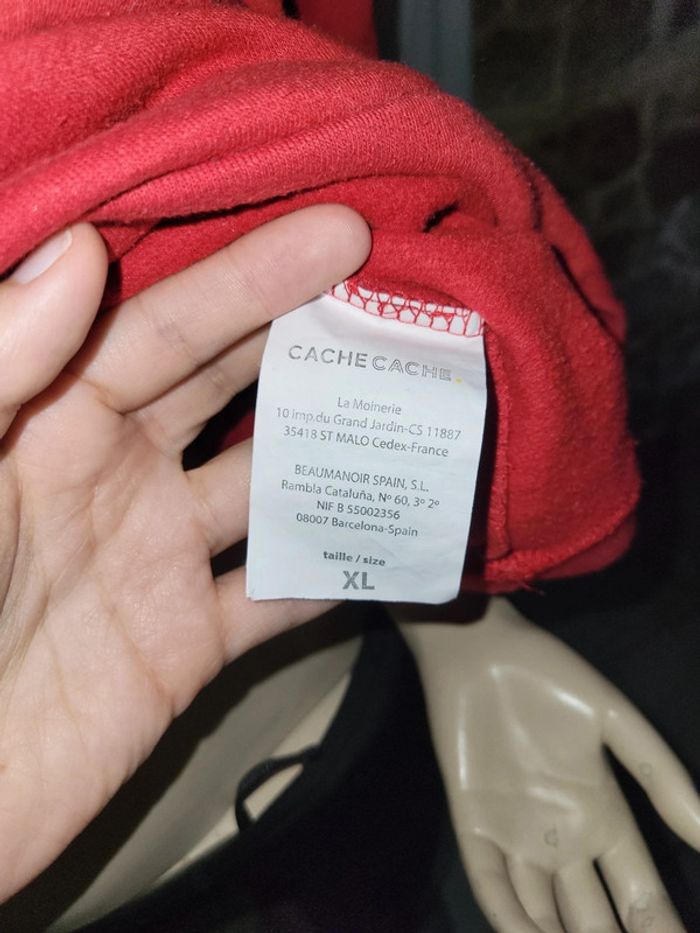 CACHE CACHE.
La Moinerie
10 imp.du Grand Jardin-CS 11887
35418 ST MALO Cedex-France
BEAUMANOIR SPAIN, S.L.
Rambla Cataluña, Nº 60, 3º 2º
NIF B 55002356
08007 Barcelona-Spain
taille / size
XL